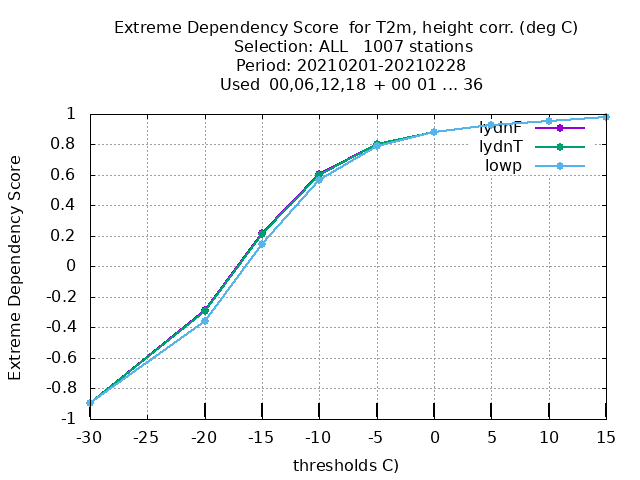 Extreme Dependency Score for T2m, height corr. (deg C)
Selection: ALL 1007 stations
Period: 20210201-20210228
Used 00,06,12,18 + 00 01 ... 36
Extreme Dependency Score
1
0.8
0.6
0.4
0.2
0
-0.2
-0.4
-0.6
-0.8
-1
lydnF
lydnT
lowp
-30 -25 -20 -15 -10 -5 0 5 10 15
thresholds C)